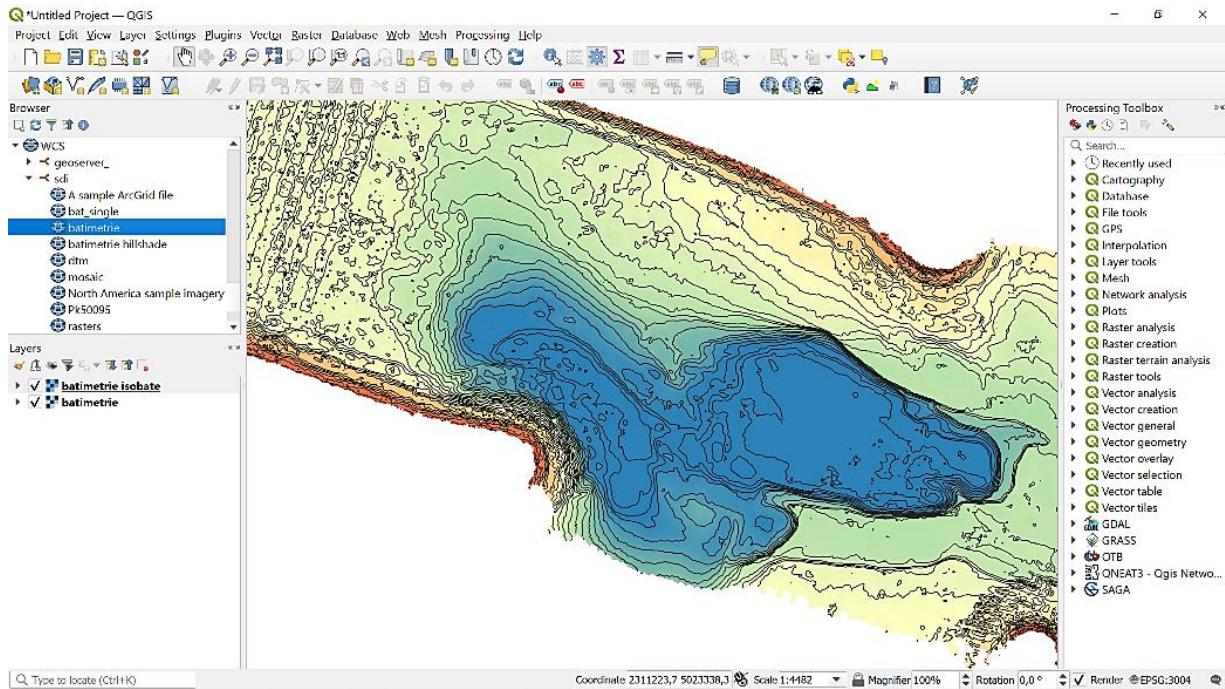 *Untitled Project — QGIS
Project Edit View Layer Settings Plugins Vector Raster Database Web Mesh Processing Help
Browser
WCS
geoserver_
sdi
A sample ArcGrid file
bat_single
batimetrie
batimetrie hillshade
dtm
mosaic
North America sample imagery
Pk50095
rasters
Layers
batimetrie isobate
batimetrie
Processing Toolbox
Search...
Recently used
Cartography
Database
File tools
GPS
Interpolation
Layer tools
Mesh
Network analysis
Plots
Raster analysis
Raster creation
Raster terrain analysis
Raster tools
Vector analysis
Vector creation
Vector general
Vector geometry
Vector overlay
Vector selection
Vector table
Vector tiles
GDAL
GRASS
OTB
QNEAT3 - Qgis Netwo...
SAGA
Type to locate (Ctrl+K)
Coordinate 2311223,7 5023338,3 Scale 1:4482 Magnifier 100% Rotation 0,0 ° Render EPSG:3004